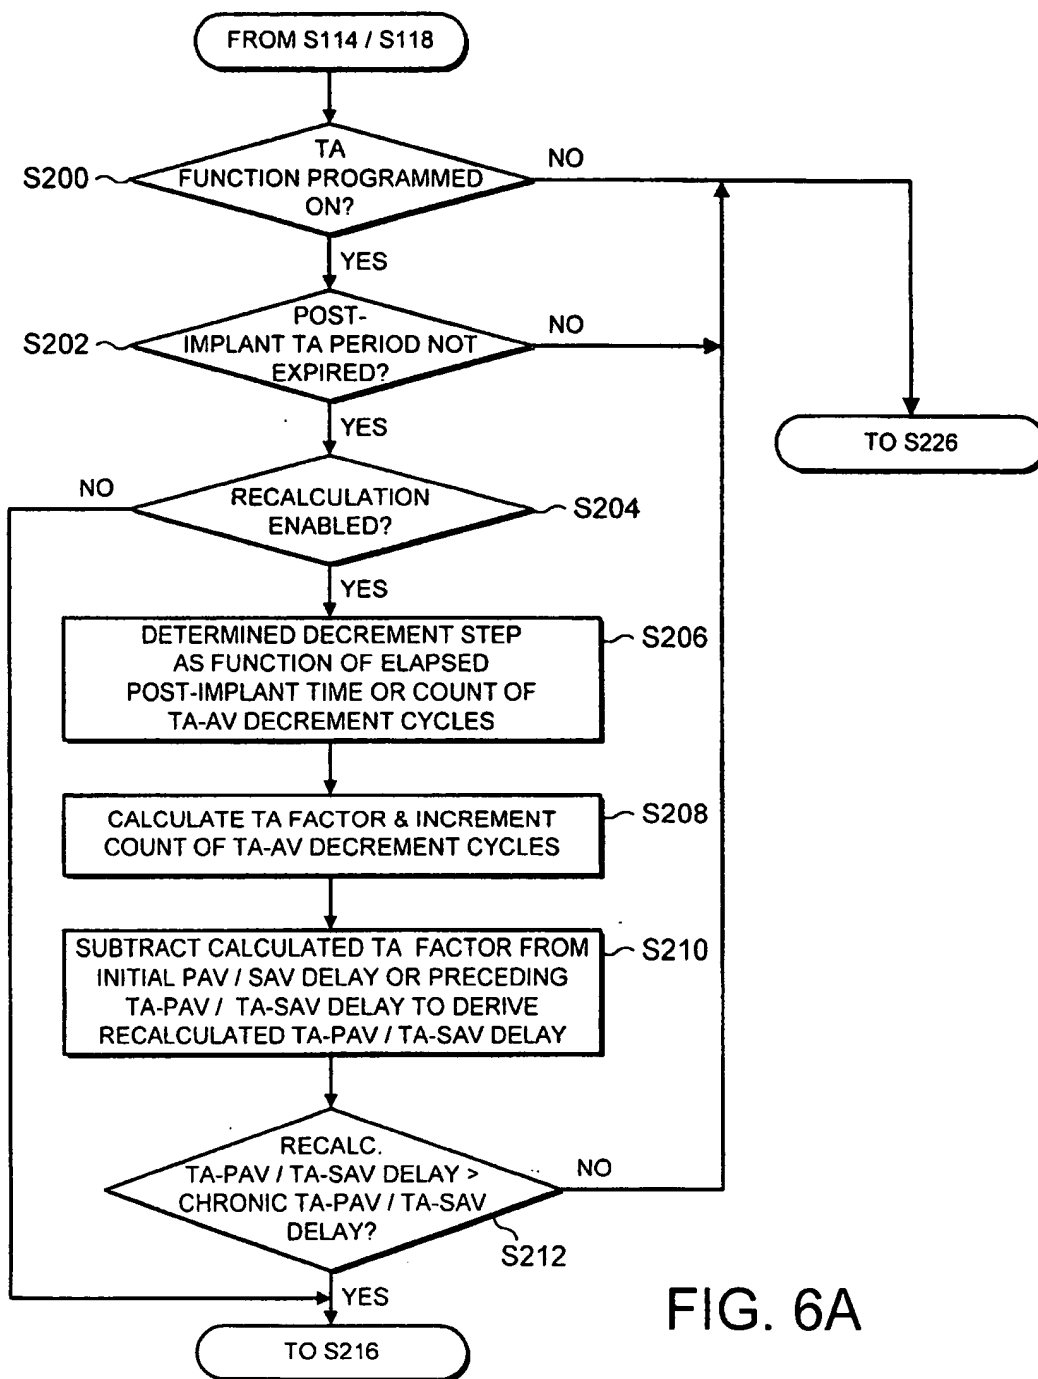 FROM S114 / S118
TA
FUNCTION PROGRAMMED
ON?
S200
NO
YES
POST-
IMPLANT TA PERIOD NOT
EXPIRED?
S202
NO
YES
TO S226
RECALCULATION
ENABLED?
NO
S204
YES
DETERMINED DECREMENT STEP
AS FUNCTION OF ELAPSED
POST-IMPLANT TIME OR COUNT OF
TA-AV DECREMENT CYCLES
S206
CALCULATE TA FACTOR & INCREMENT
COUNT OF TA-AV DECREMENT CYCLES
S208
SUBTRACT CALCULATED TA FACTOR FROM
INITIAL PAV / SAV DELAY OR PRECEDING
TA-PAV / TA-SAV DELAY TO DERIVE
RECALCULATED TA-PAV / TA-SAV DELAY
S210
RECALC.
TA-PAV / TA-SAV DELAY >
CHRONIC TA-PAV / TA-SAV
DELAY?
NO
S212
YES
TO S216
FIG. 6A